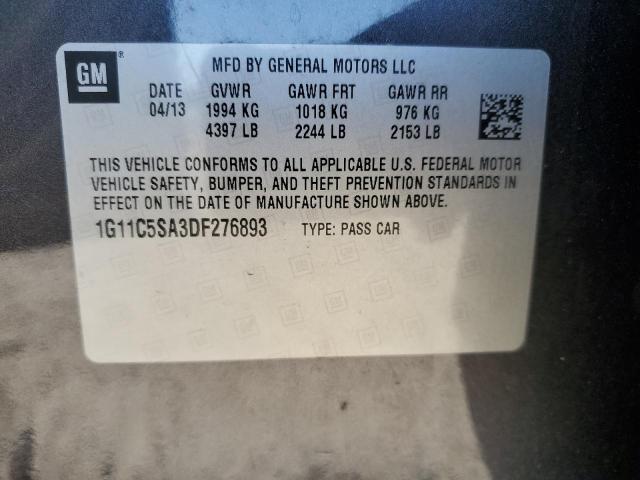 GM®
MFD BY GENERAL MOTORS LLC
DATE GVWR GAWR FRT GAWR RR
04/13 1994 KG 1018 KG 976 KG
4397 LB 2244 LB 2153 LB
THIS VEHICLE CONFORMS TO ALL APPLICABLE U.S. FEDERAL MOTOR
VEHICLE SAFETY, BUMPER, AND THEFT PREVENTION STANDARDS IN
EFFECT ON THE DATE OF MANUFACTURE SHOWN ABOVE.
1G11C5SA3DF276893 TYPE: PASS CAR